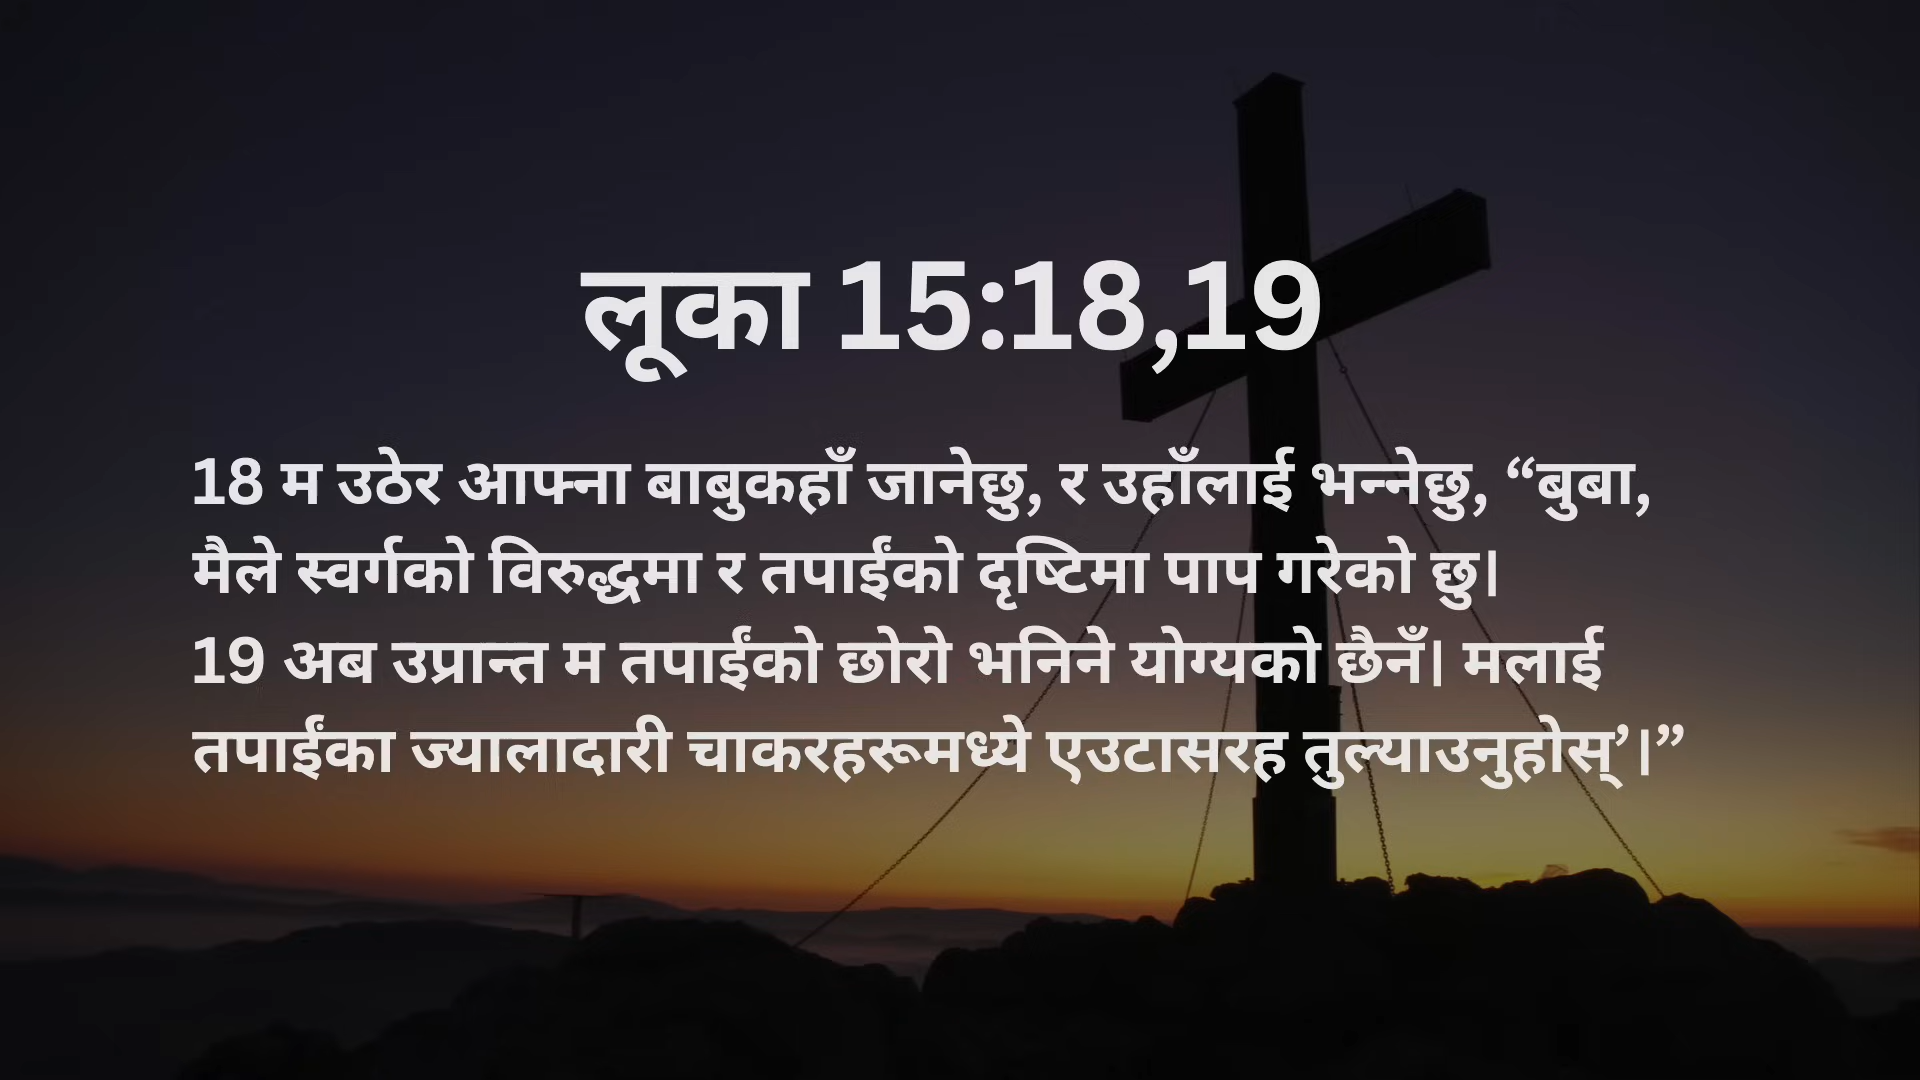 लूका 15:18,19
18 म उठेर आफ्ना बाबुकहाँ जानेछु, र उहाँलाई भन्नेछु, “बुबा,
मैले स्वर्गको विरुद्धमा र तपाईंको दृष्टिमा पाप गरेको छु।
19 अब उप्रान्त म तपाईंको छोरो भनिने योग्यको छैनँ। मलाई
तपाईंका ज्यालादारी चाकरहरूमध्ये एउटासरह तुल्याउनुहोस्’।”